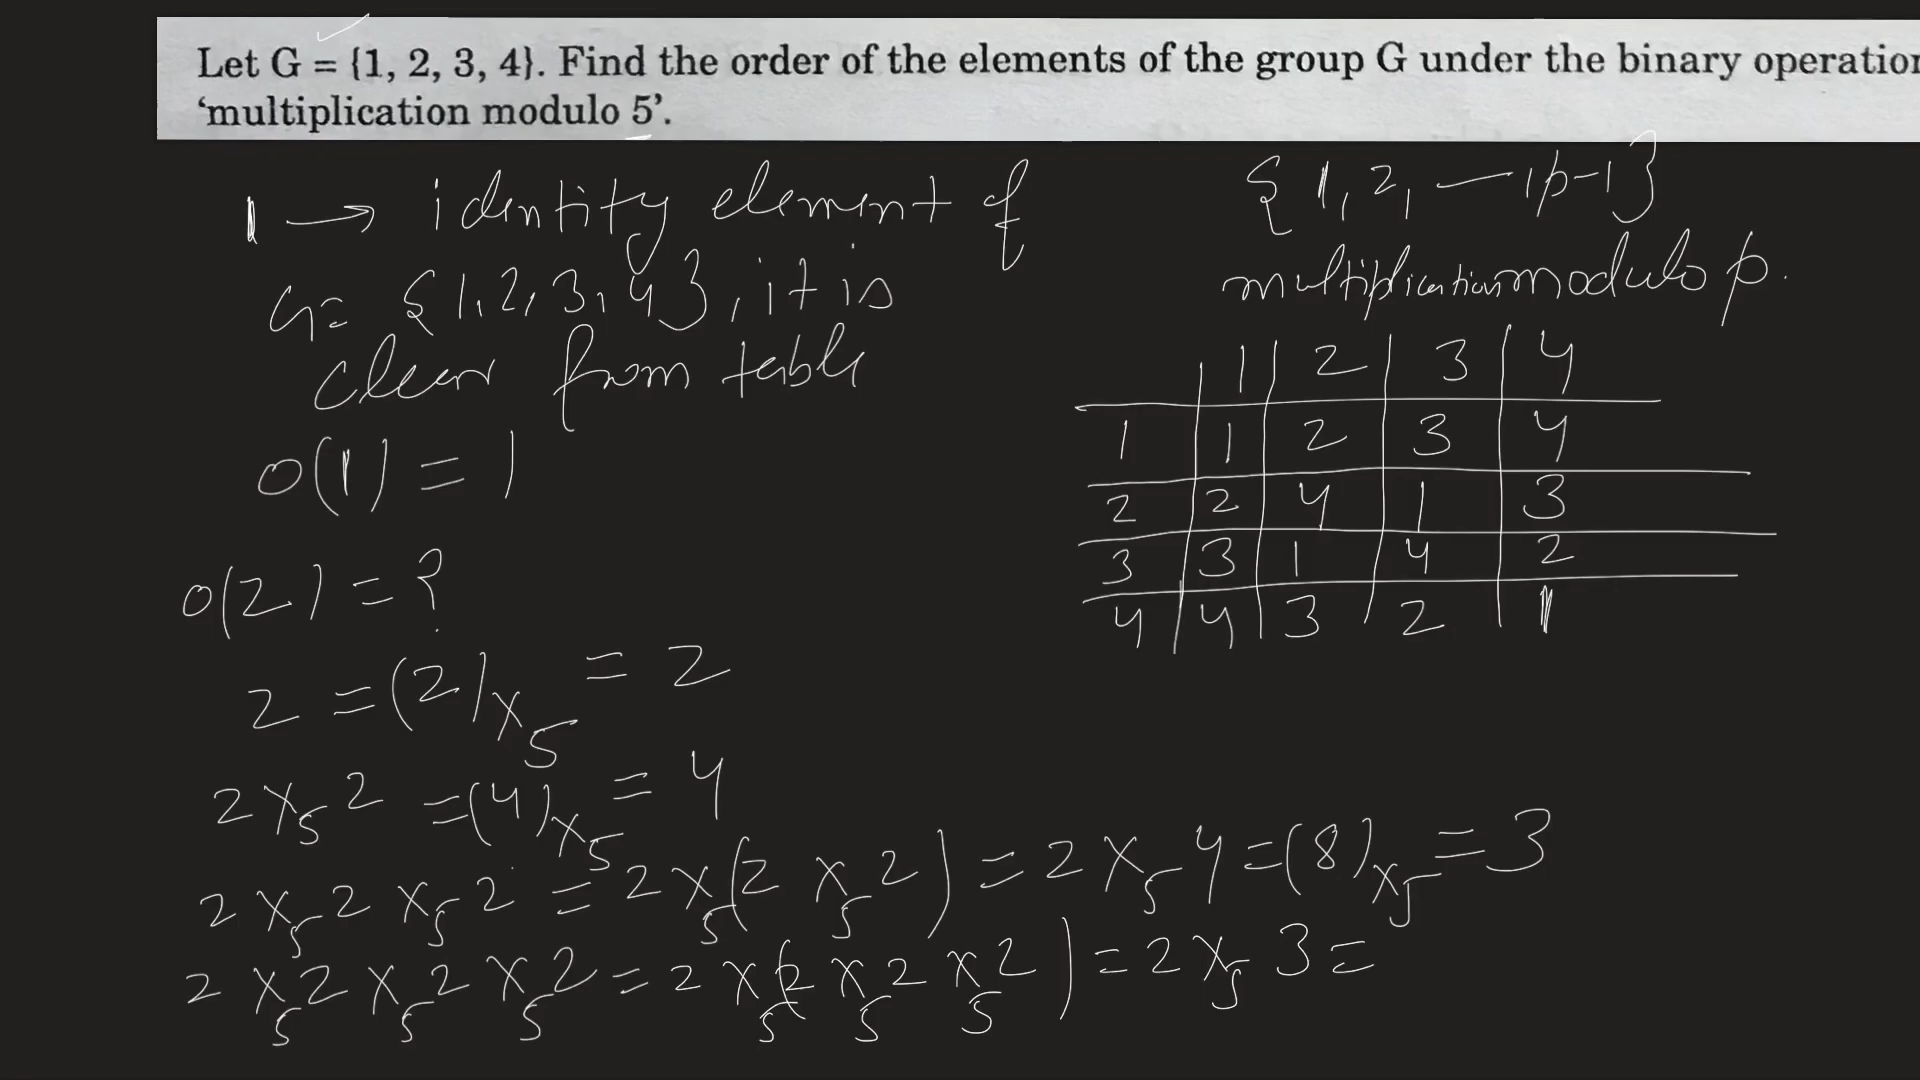 Let G = {1, 2, 3, 4}. Find the order of the elements of the group G under the binary operation
‘multiplication modulo 5’.
1 → identity element of
G = {1, 2, 3, 4}, it is
clear from table
o(1) = 1
o(2) = ?
2 = (2)×₅ = 2
2 ×₅ 2 = (4)×₅ = 4
2 ×₅ 2 ×₅ 2 = 2 ×₅ (2 ×₅ 2) = 2 ×₅ 4 = (8)×₅ = 3
2 ×₅ 2 ×₅ 2 ×₅ 2 = 2 ×₅ (2 ×₅ 2 ×₅ 2) = 2 ×₅ 3 =
{1, 2, — , p-1}
multiplication modulo p.
1 2 3 4
1 1 2 3 4
2 2 4 1 3
3 3 1 4 2
4 4 3 2 1